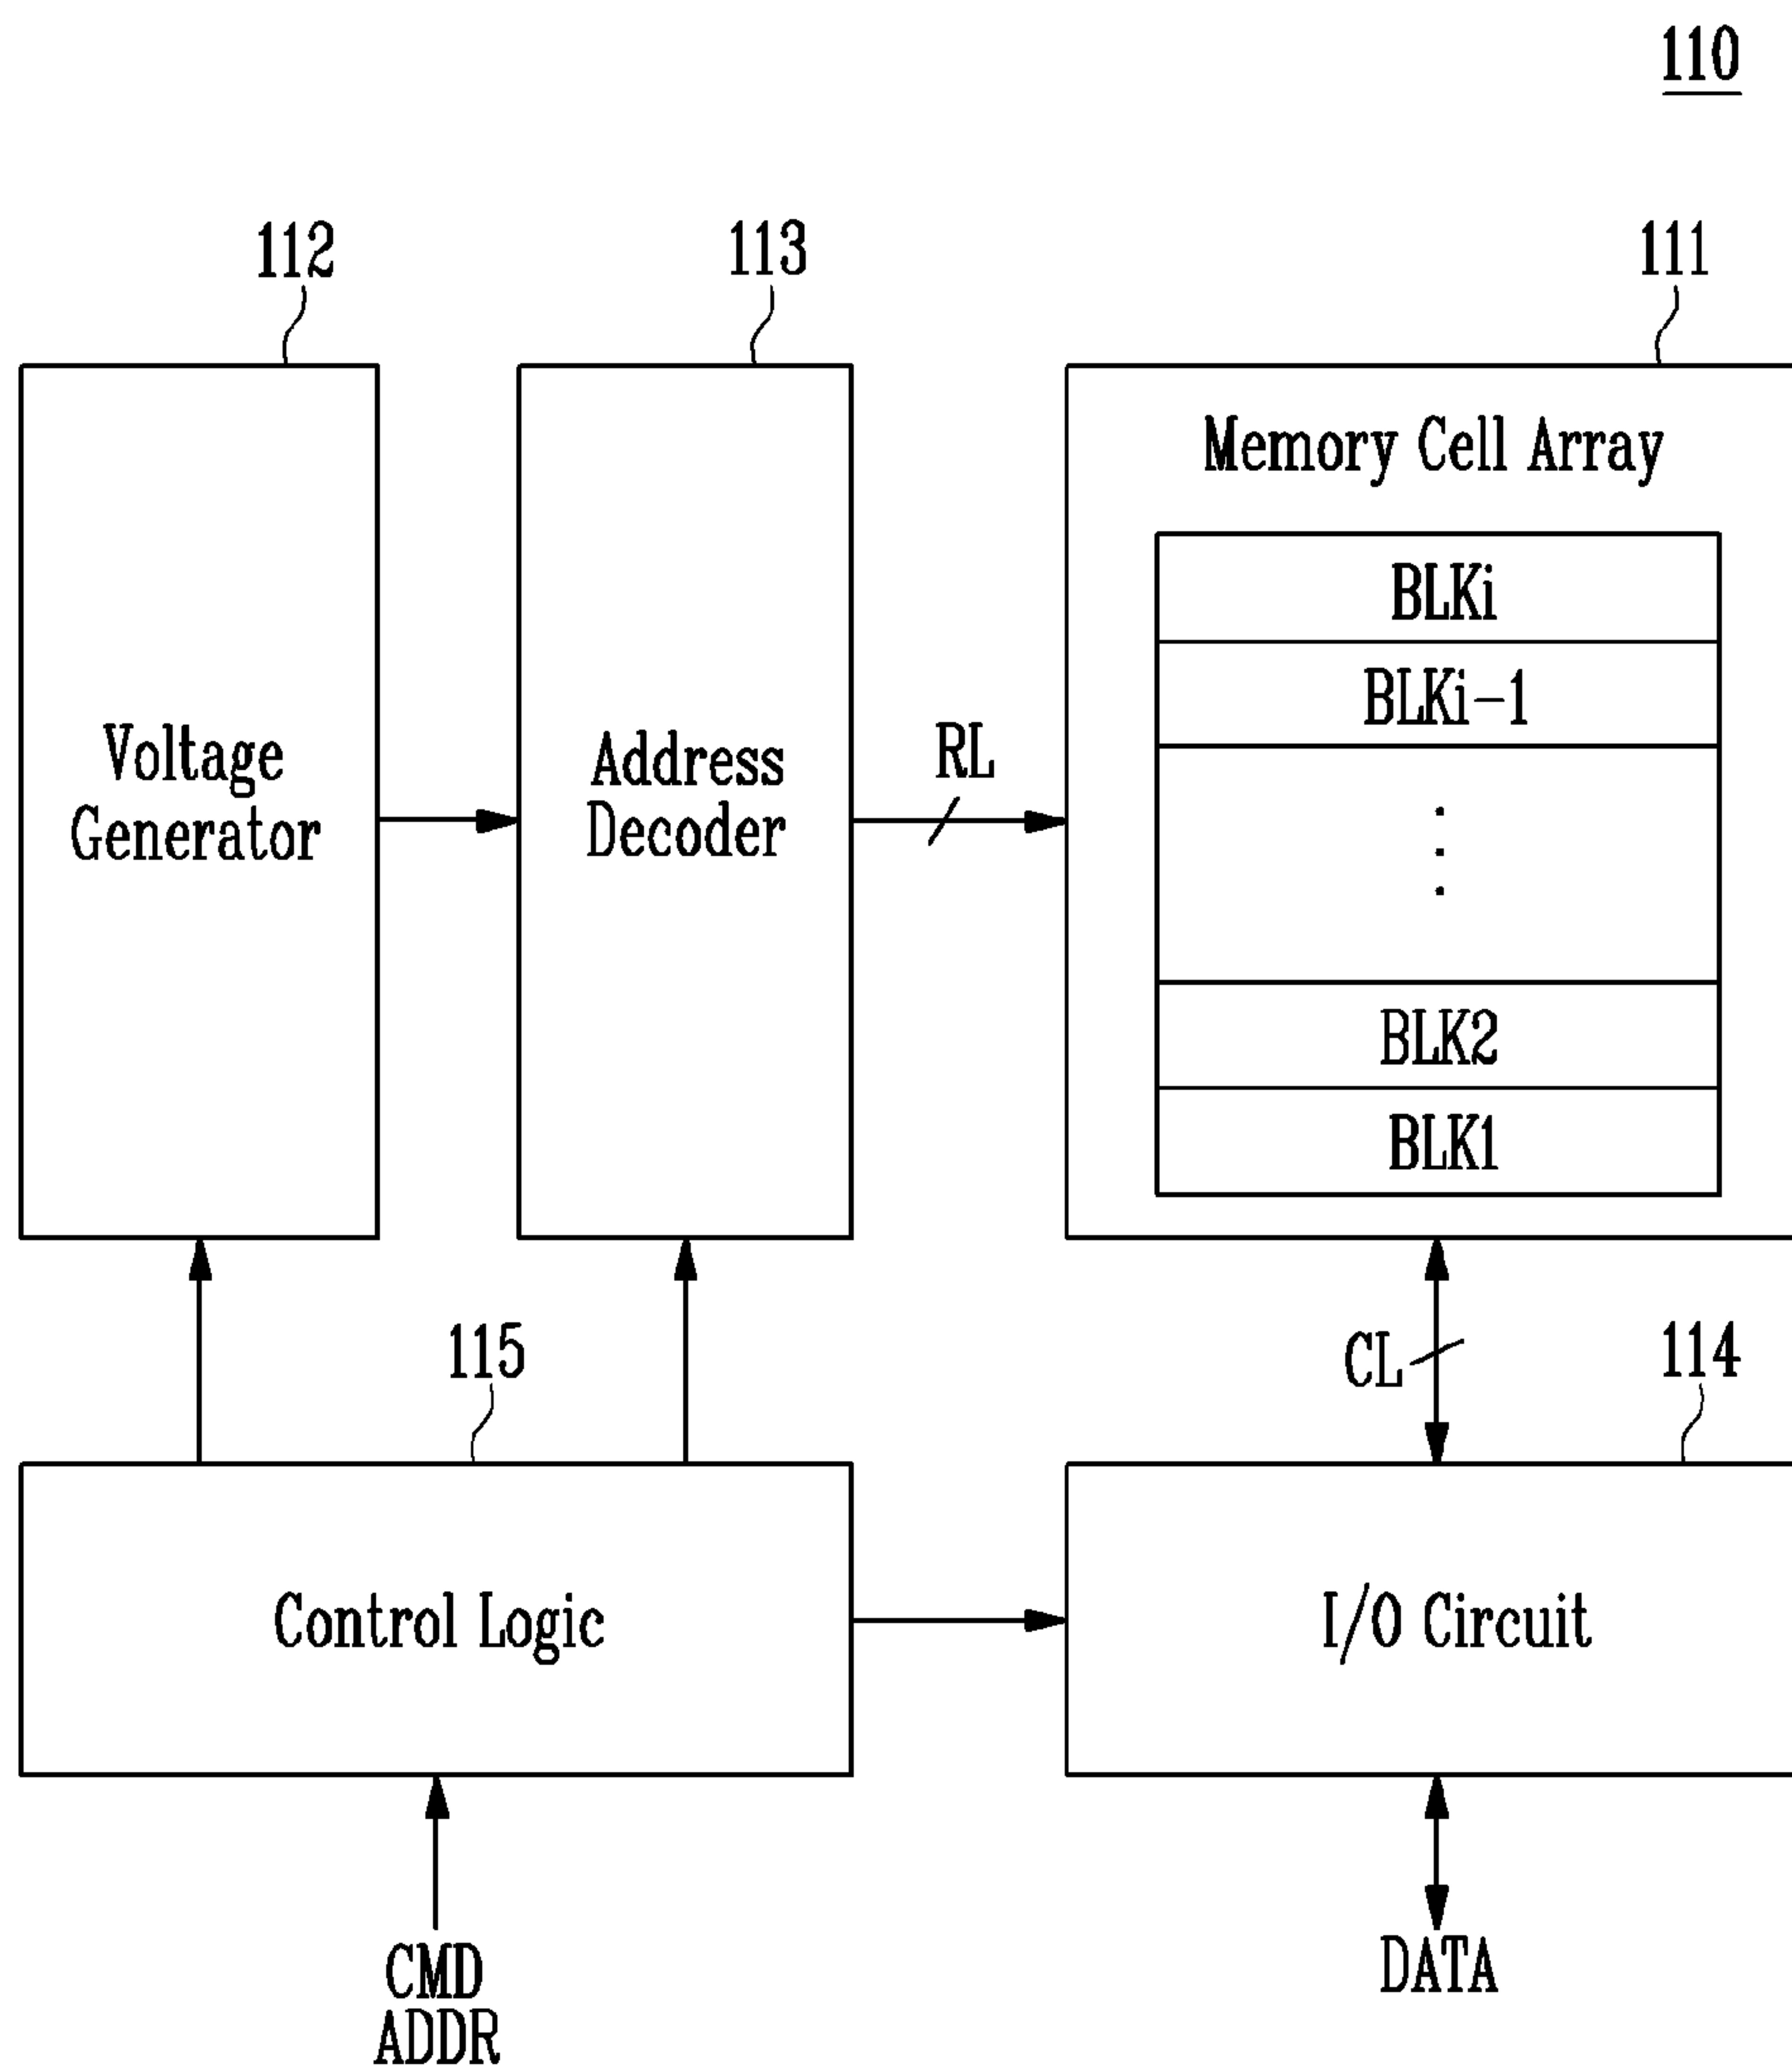 110
112
113
111
Voltage
Generator
Address
Decoder
RL
Memory Cell Array
BLKi
BLKi-1
BLK2
BLK1
115
CL
114
Control Logic
I/O Circuit
CMD
ADDR
DATA